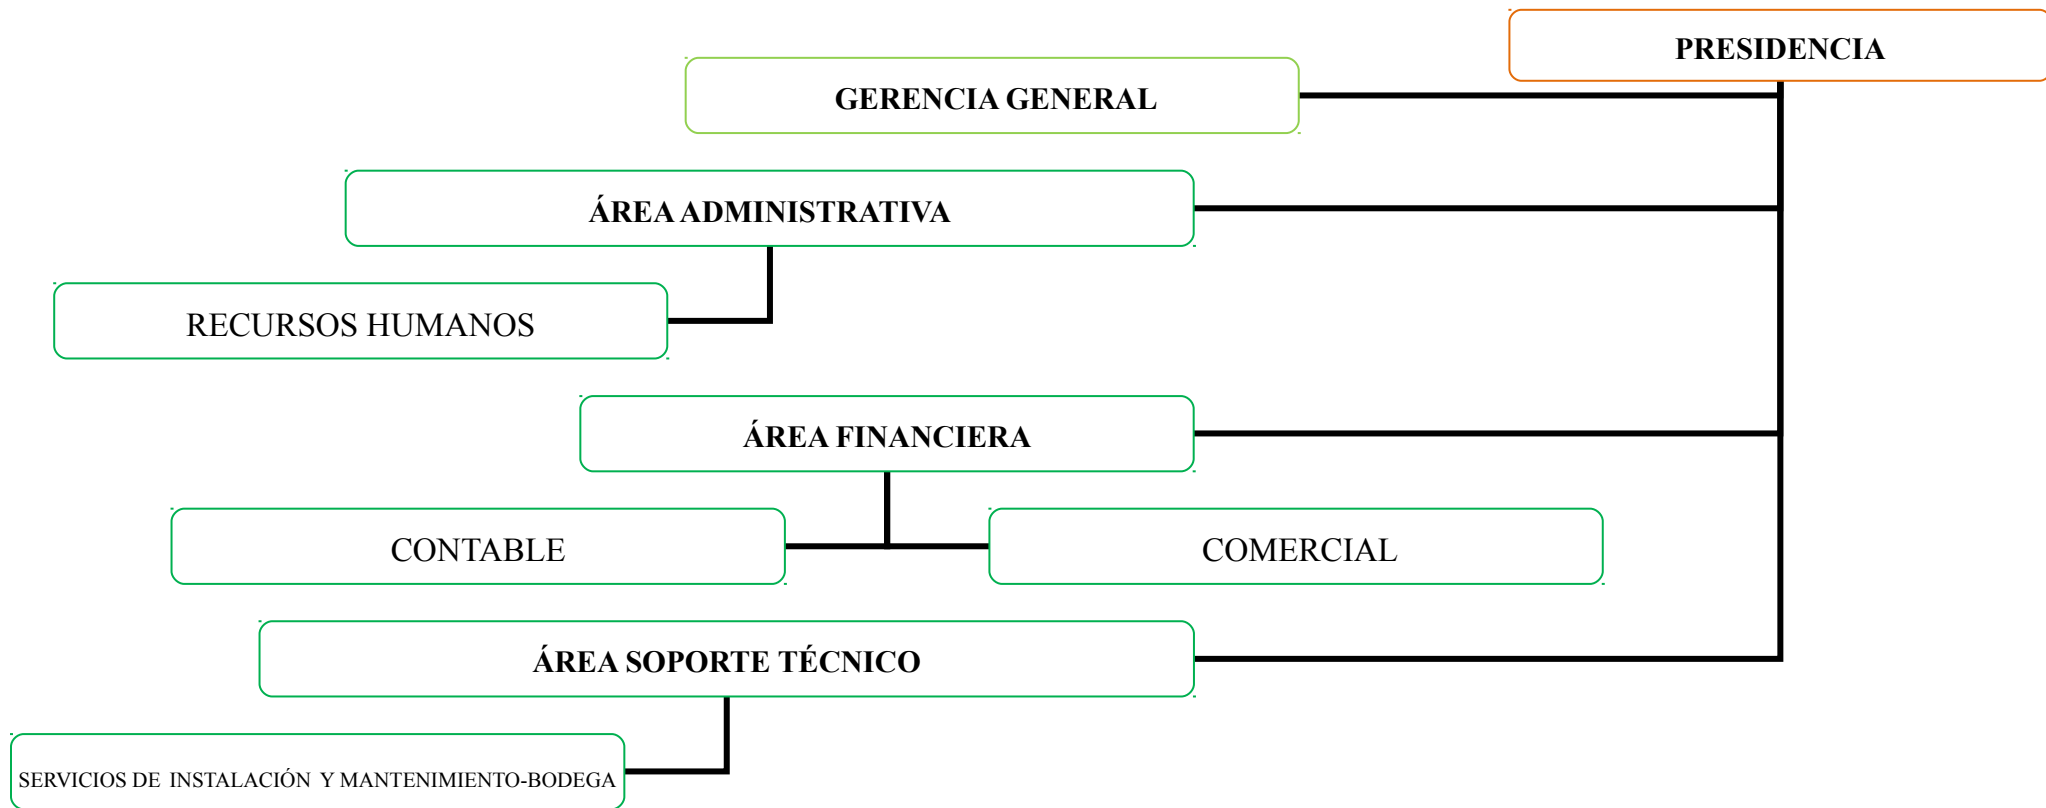 PRESIDENCIA
GERENCIA GENERAL
ÁREA ADMINISTRATIVA
RECURSOS HUMANOS
ÁREA FINANCIERA
CONTABLE
COMERCIAL
ÁREA SOPORTE TÉCNICO
SERVICIOS DE INSTALACIÓN Y MANTENIMIENTO-BODEGA